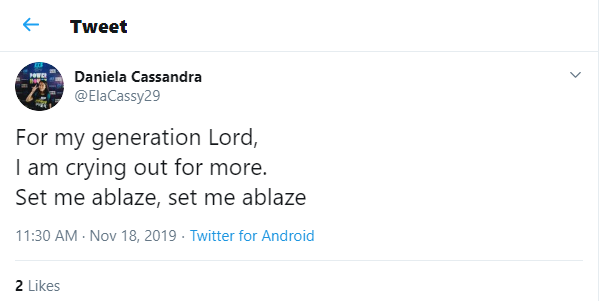 Tweet
Daniela Cassandra
@ElaCassy29
For my generation Lord,
I am crying out for more.
Set me ablaze, set me ablaze
11:30 AM · Nov 18, 2019 · Twitter for Android
2 Likes